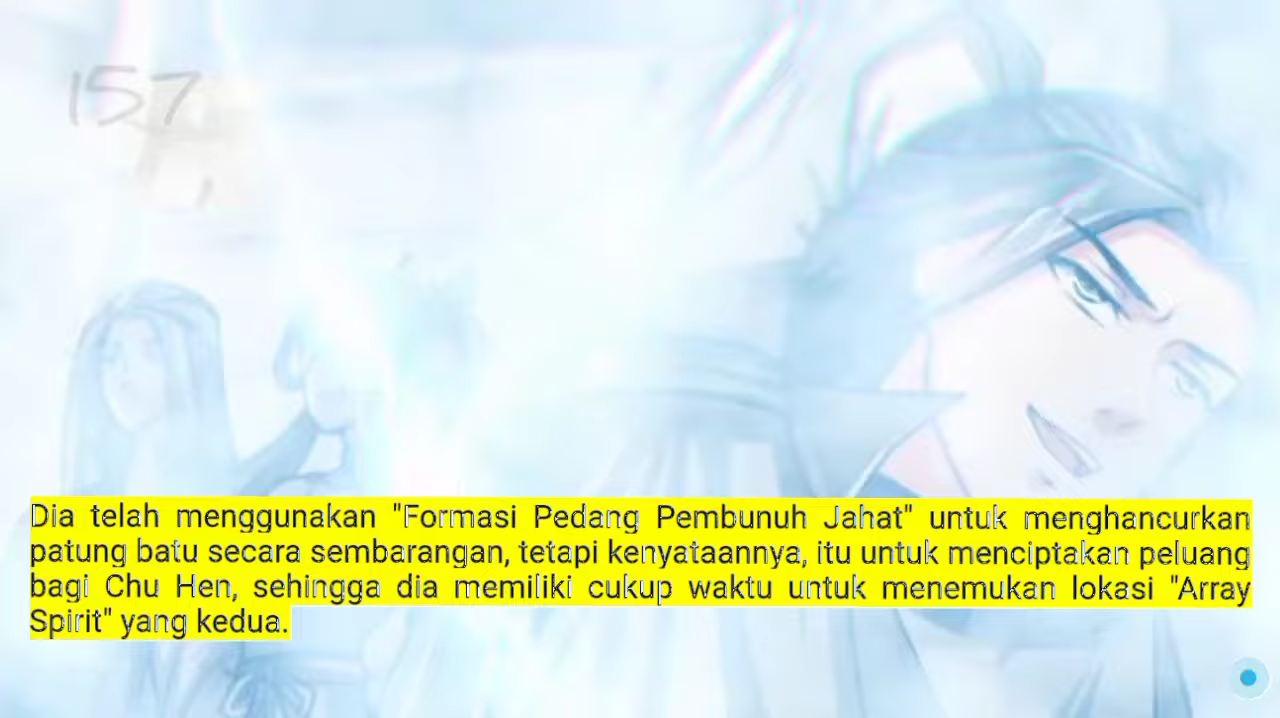 157
Dia telah menggunakan "Formasi Pedang Pembunuh Jahat" untuk menghancurkan
patung batu secara sembarangan, tetapi kenyataannya, itu untuk menciptakan peluang
bagi Chu Hen, sehingga dia memiliki cukup waktu untuk menemukan lokasi "Array
Spirit" yang kedua.